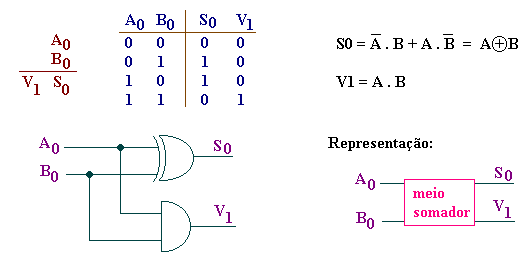 A₀ B₀ S₀ V₁
0 0 0 0
0 1 1 0
1 0 1 0
1 1 0 1
A₀
B₀
V₁ S₀
S0 = A̅ . B + A . B̅ = A⊕B
V1 = A . B
A₀
B₀
S₀
V₁
Representação:
A₀
B₀
meio
somador
S₀
V₁